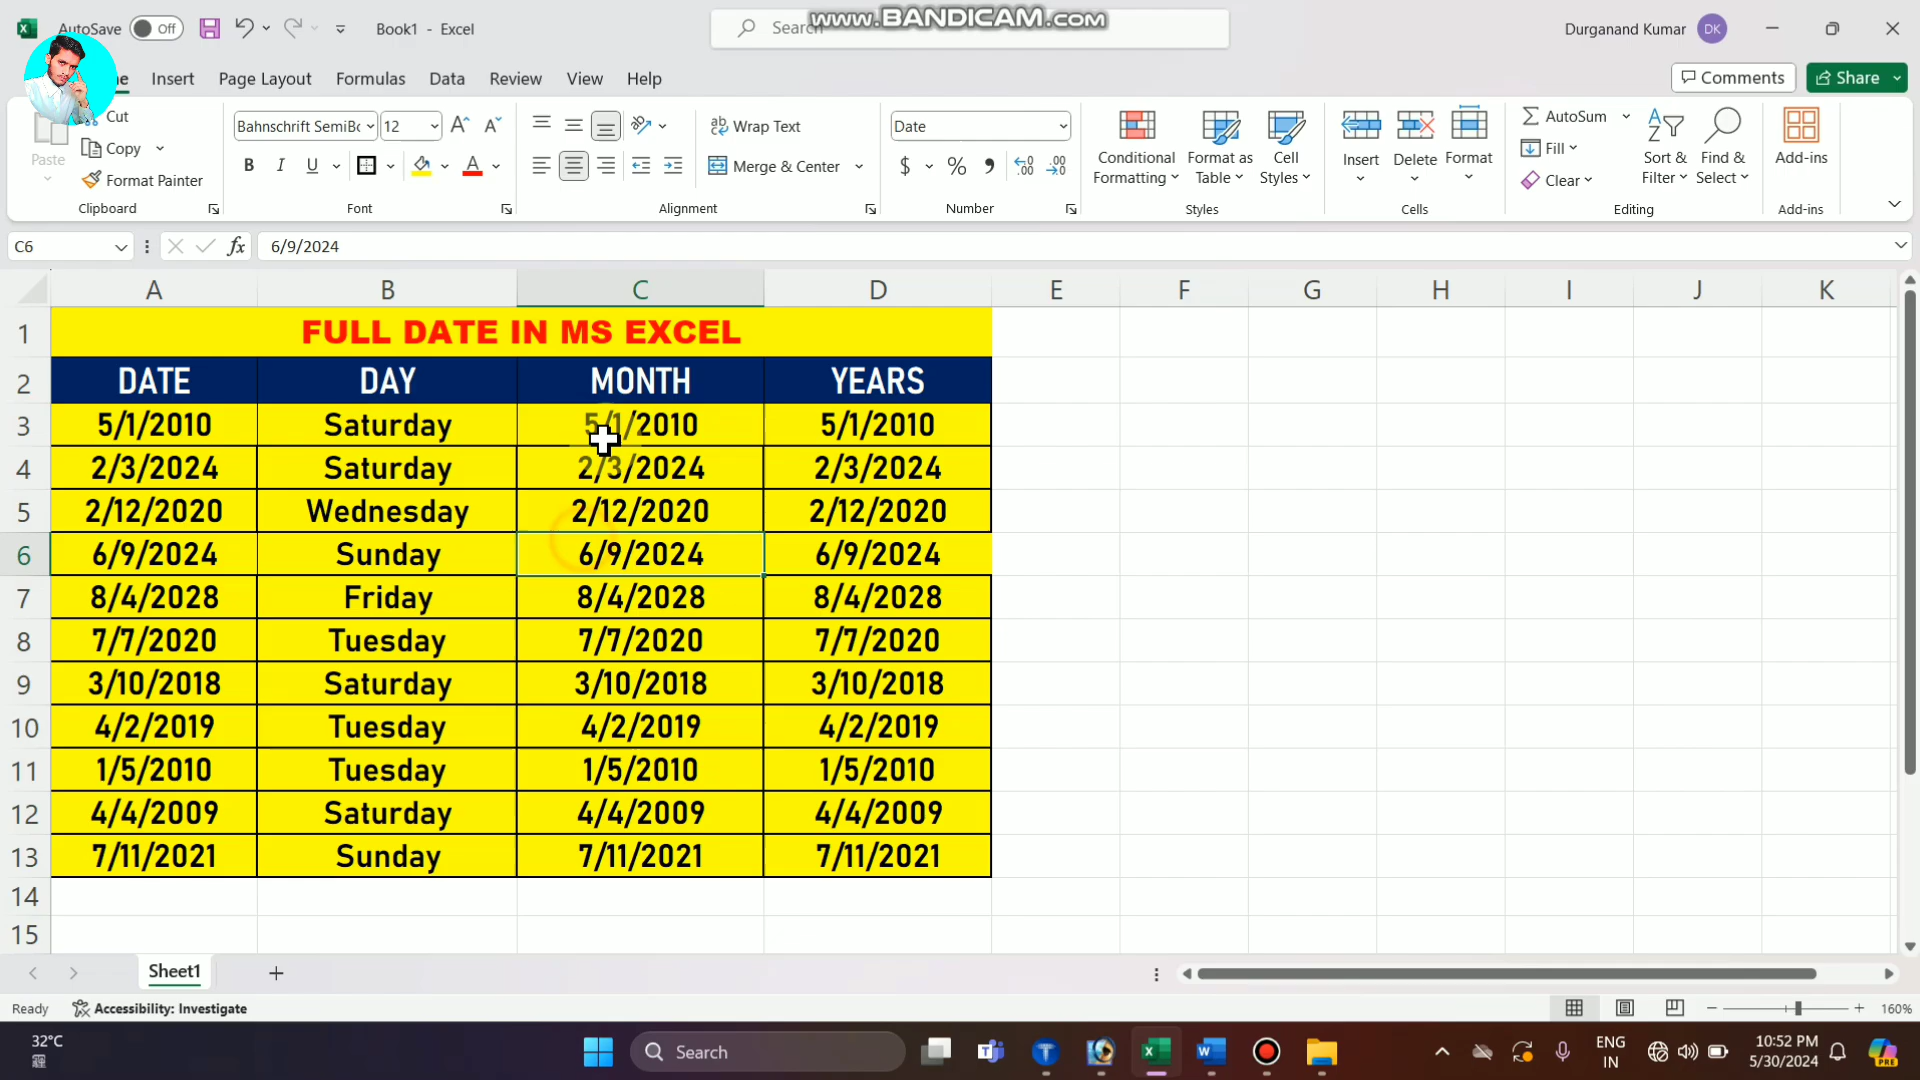 www.BANDICAM.com
AutoSave Off
Book1 - Excel
Search
Durganand Kumar DK
Insert Page Layout Formulas Data Review View Help
Comments Share
Paste
Cut
Copy
Format Painter
Clipboard
Bahnschrift SemiBc 12
B I U
Font
Wrap Text
Merge & Center
Alignment
Date
$ % ,
Number
Conditional Formatting
Format as Table
Cell Styles
Styles
Insert Delete Format
Cells
AutoSum
Fill
Clear
Sort & Filter
Find & Select
Editing
Add-ins
Add-ins
C6 fx 6/9/2024
A B C D E F G H I J K
1 FULL DATE IN MS EXCEL
2 DATE DAY MONTH YEARS
3 5/1/2010 Saturday 5/1/2010 5/1/2010
4 2/3/2024 Saturday 2/3/2024 2/3/2024
5 2/12/2020 Wednesday 2/12/2020 2/12/2020
6 6/9/2024 Sunday 6/9/2024 6/9/2024
7 8/4/2028 Friday 8/4/2028 8/4/2028
8 7/7/2020 Tuesday 7/7/2020 7/7/2020
9 3/10/2018 Saturday 3/10/2018 3/10/2018
10 4/2/2019 Tuesday 4/2/2019 4/2/2019
11 1/5/2010 Tuesday 1/5/2010 1/5/2010
12 4/4/2009 Saturday 4/4/2009 4/4/2009
13 7/11/2021 Sunday 7/11/2021 7/11/2021
14
15
Sheet1
Ready Accessibility: Investigate 160%
32°C
Search
ENG
IN
10:52 PM
5/30/2024